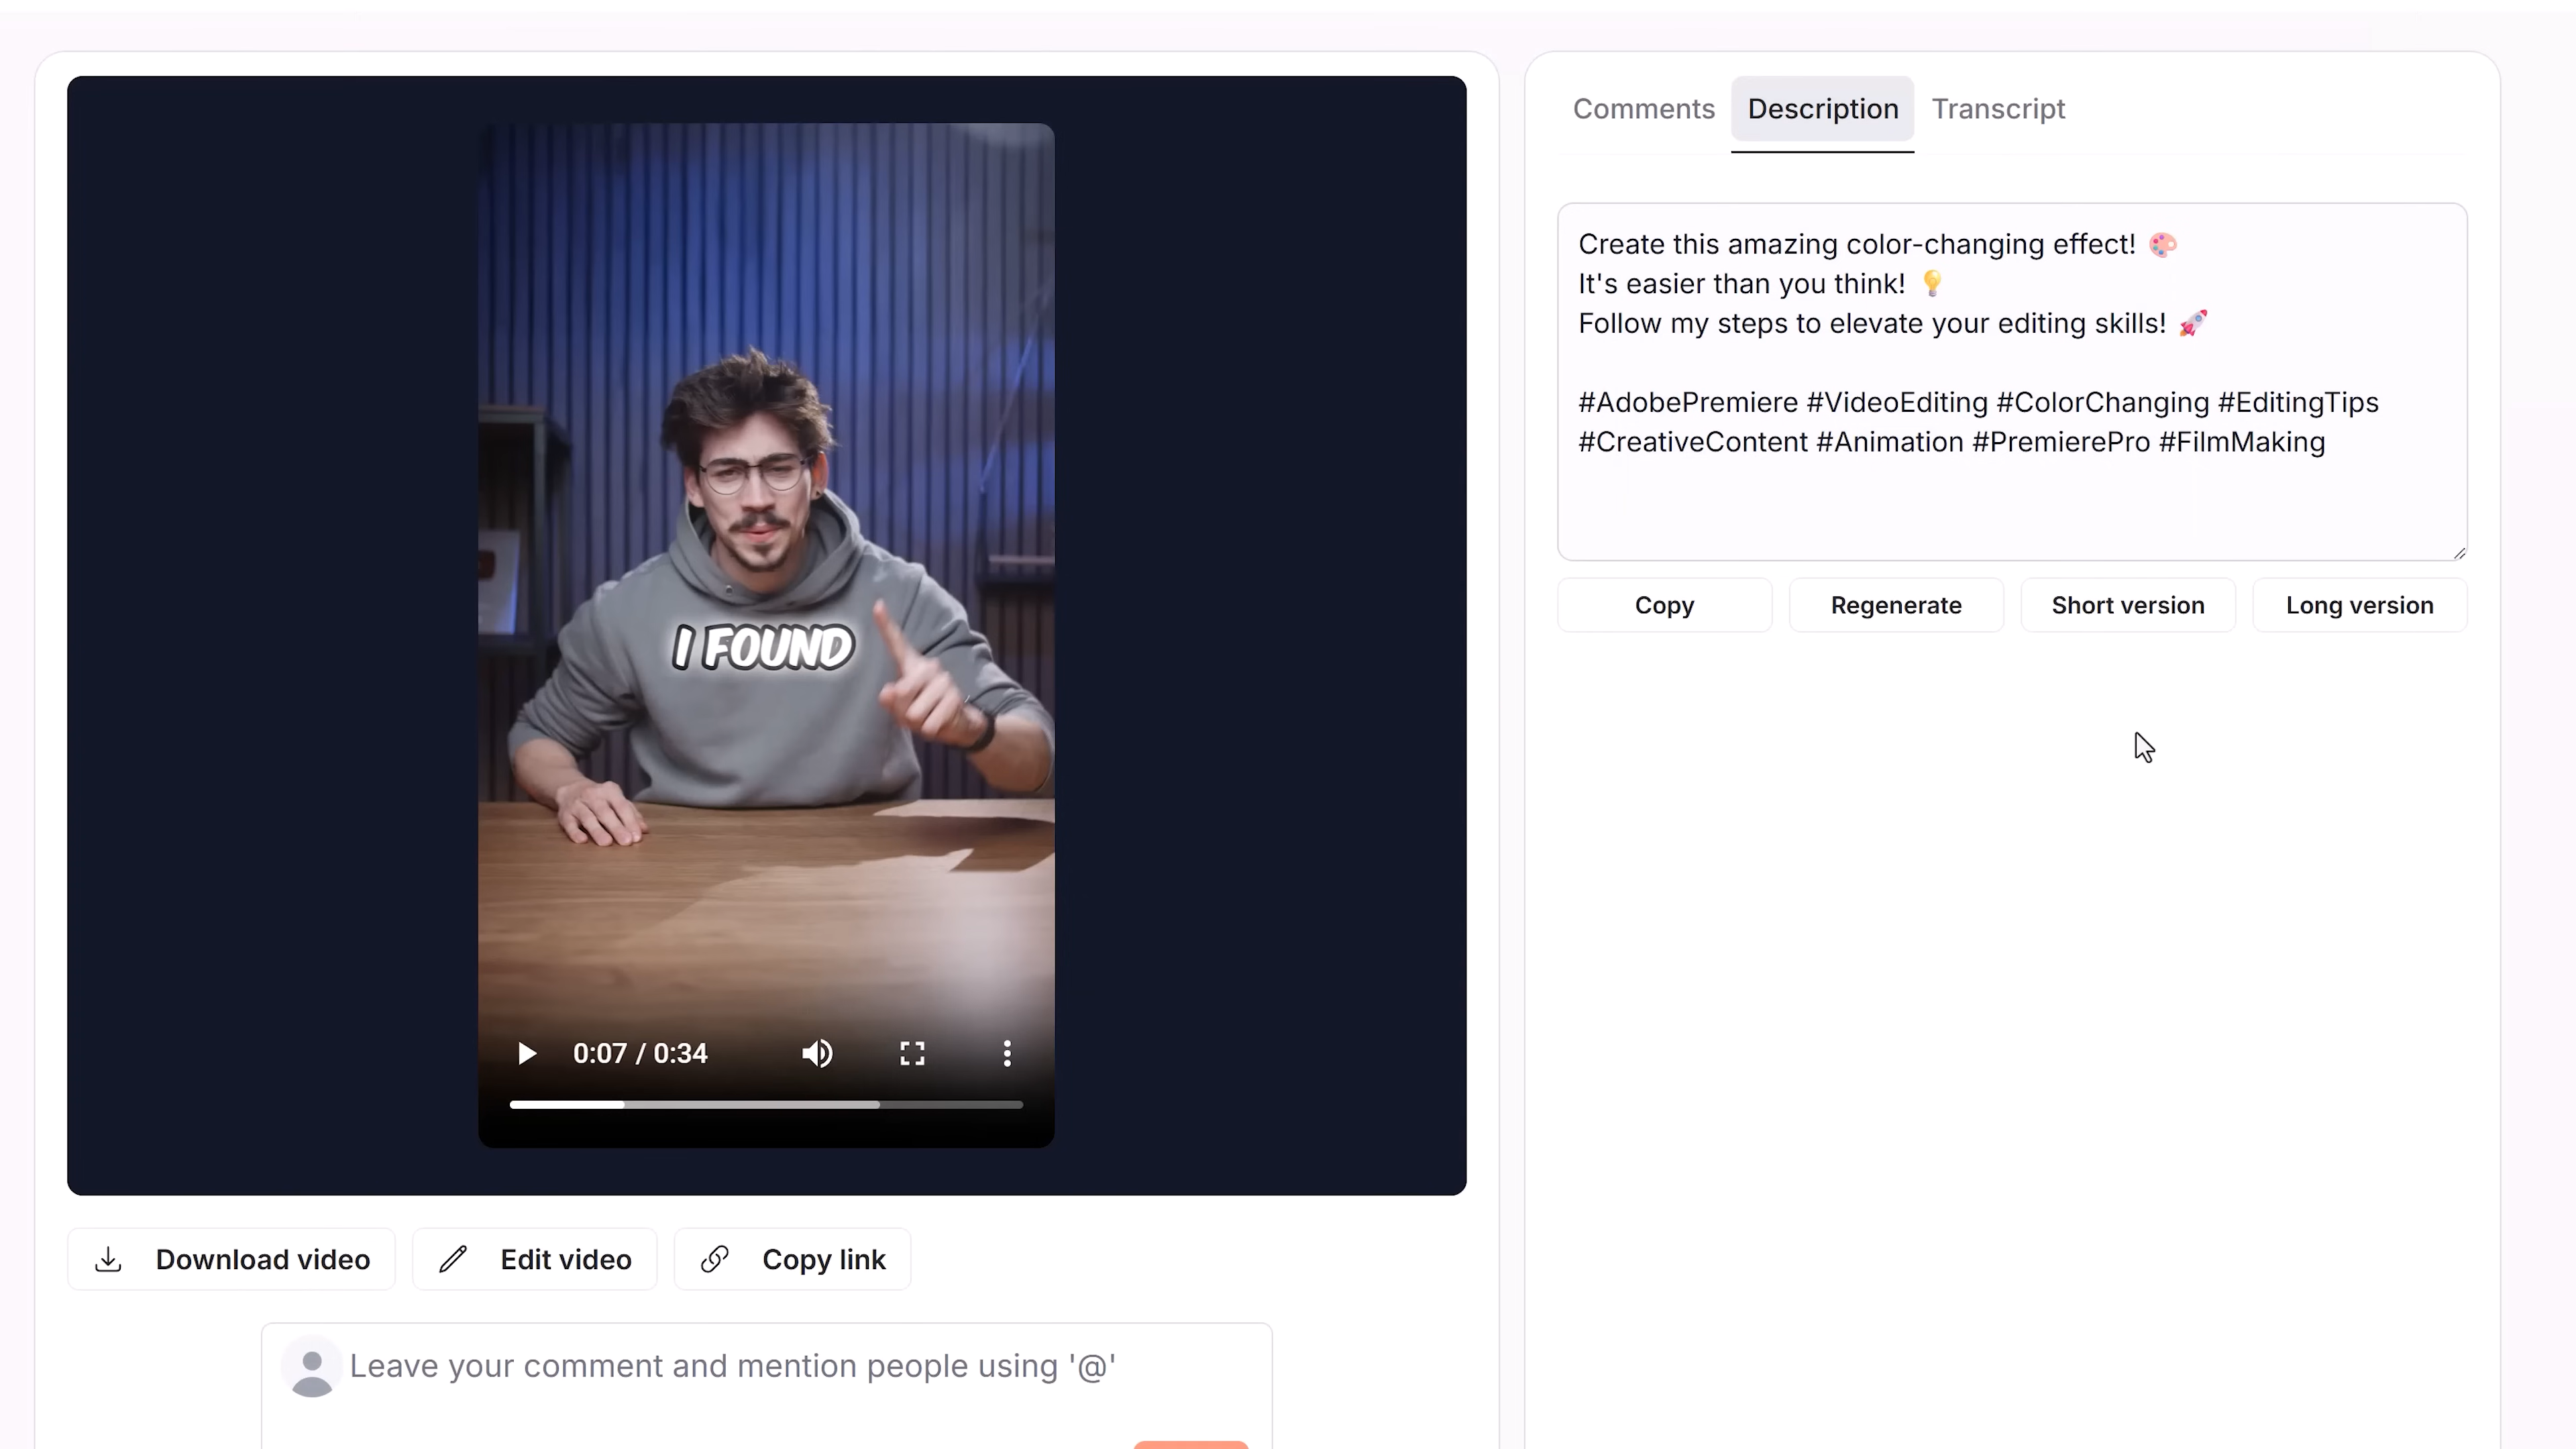 Comments Description Transcript
Create this amazing color-changing effect! 🎨
It's easier than you think! 💡
Follow my steps to elevate your editing skills! 🚀
#AdobePremiere #VideoEditing #ColorChanging #EditingTips
#CreativeContent #Animation #PremierePro #FilmMaking
Copy Regenerate Short version Long version
I FOUND
0:07 / 0:34
Download video Edit video Copy link
Leave your comment and mention people using '@'